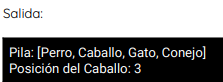 Salida:
Pila: [Perro, Caballo, Gato, Conejo]
Posición del Caballo: 3